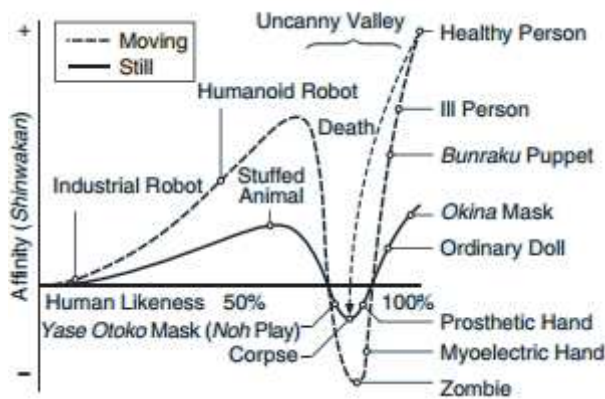 +
Uncanny Valley
Moving
Still
Healthy Person
Humanoid Robot
Ill Person
Death
Stuffed
Animal
Bunraku Puppet
Industrial Robot
Okina Mask
Ordinary Doll
Affinity (Shinwakan)
Human Likeness 50% 100%
Yase Otoko Mask (Noh Play)
Prosthetic Hand
Corpse
Myoelectric Hand
−
Zombie